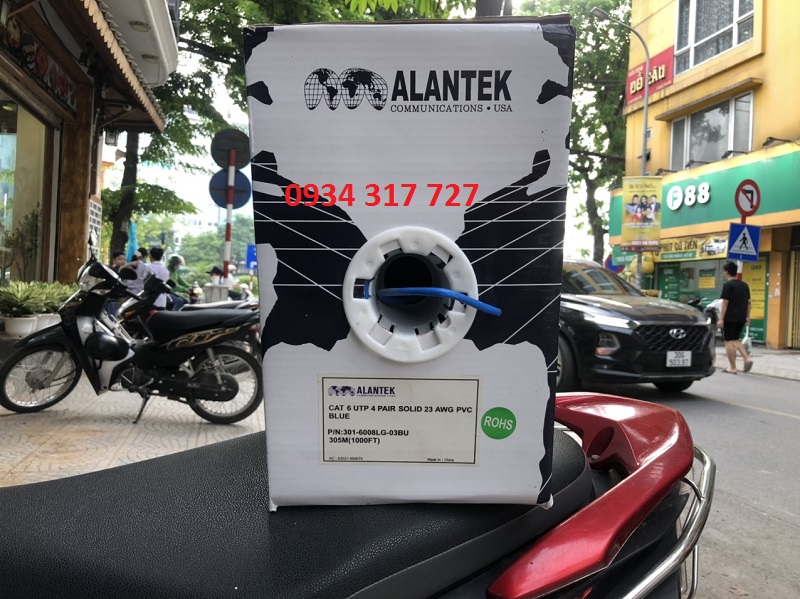 ALANTEK
COMMUNICATIONS • USA
0934 317 727
ALANTEK
CAT 6 UTP 4 PAIR SOLID 23 AWG PVC
BLUE
P/N:301-6008LG-03BU
305M(1000FT)
Made in : China
ROHS
F88